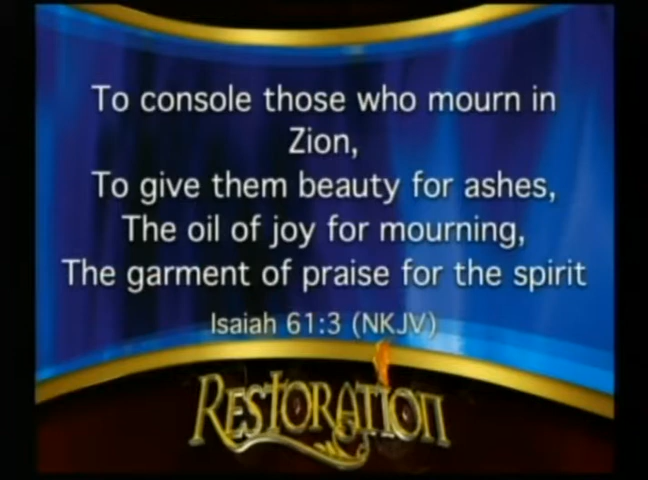 To console those who mourn in
Zion,
To give them beauty for ashes,
The oil of joy for mourning,
The garment of praise for the spirit
Isaiah 61:3 (NKJV)
RESTORATION